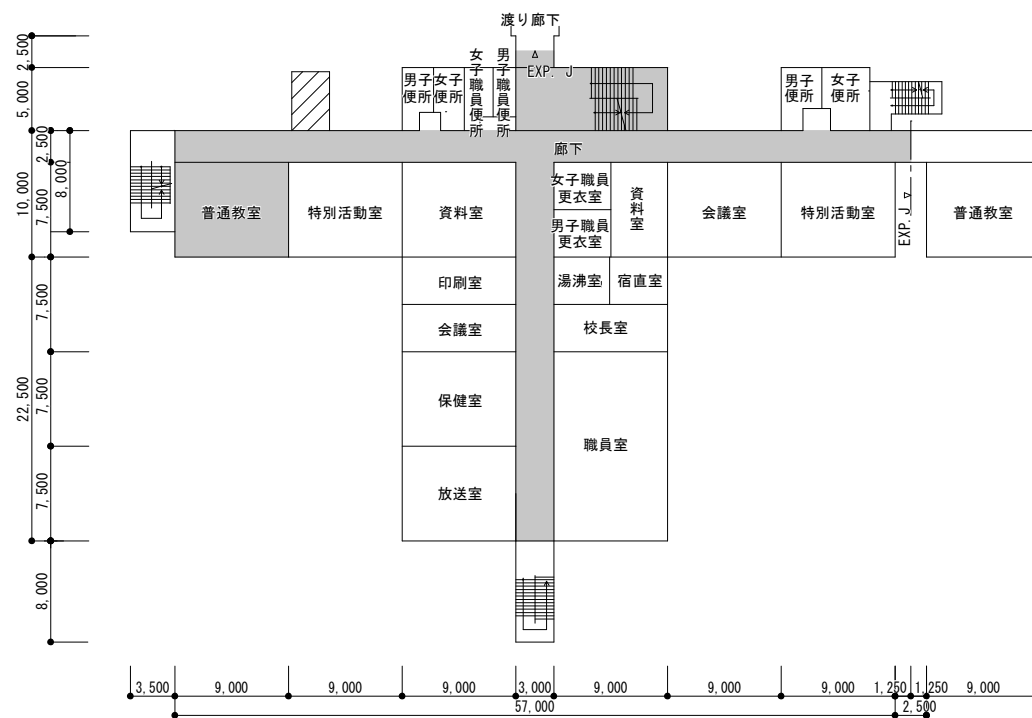 渡り廊下
EXP. J
男子
便所
女子
便所
女子職員便所
男子職員便所
男子
便所
女子
便所
廊下
普通教室
特別活動室
資料室
女子職員
更衣室
男子職員
更衣室
資料室
会議室
特別活動室
EXP. J
普通教室
印刷室
湯沸室
宿直室
会議室
校長室
保健室
職員室
放送室
2,500
5,000
2,500
10,000
7,500
8,000
7,500
22,500
7,500
7,500
8,000
3,500
9,000
9,000
9,000
3,000
9,000
9,000
9,000
1,250
1,250
9,000
57,000
2,500